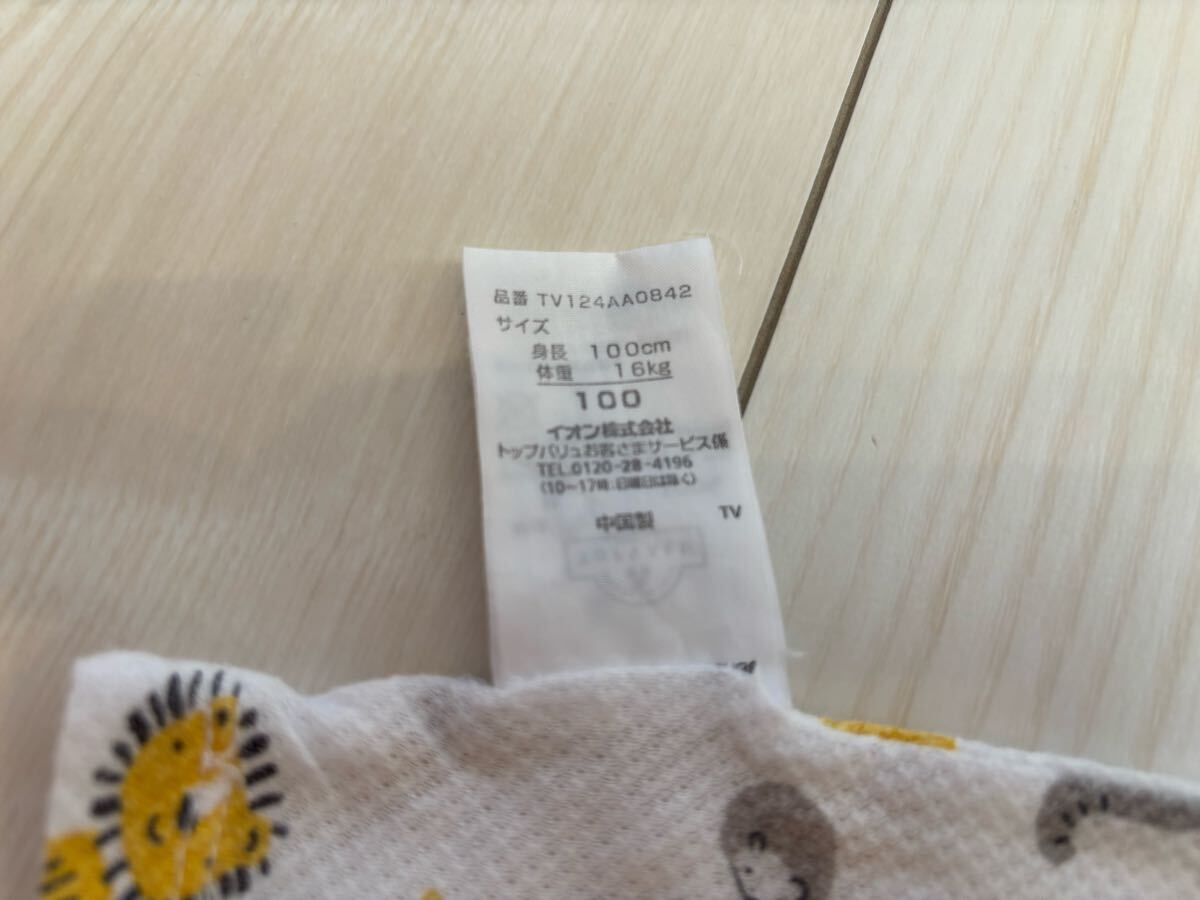 品番 TV124AA0842
サイズ
身長 100cm
体重 16kg
100
イオン株式会社
トップバリュお客さまサービス係
TEL.0120-28-4196
(10〜17時:日曜日は除く)
中国製 TV